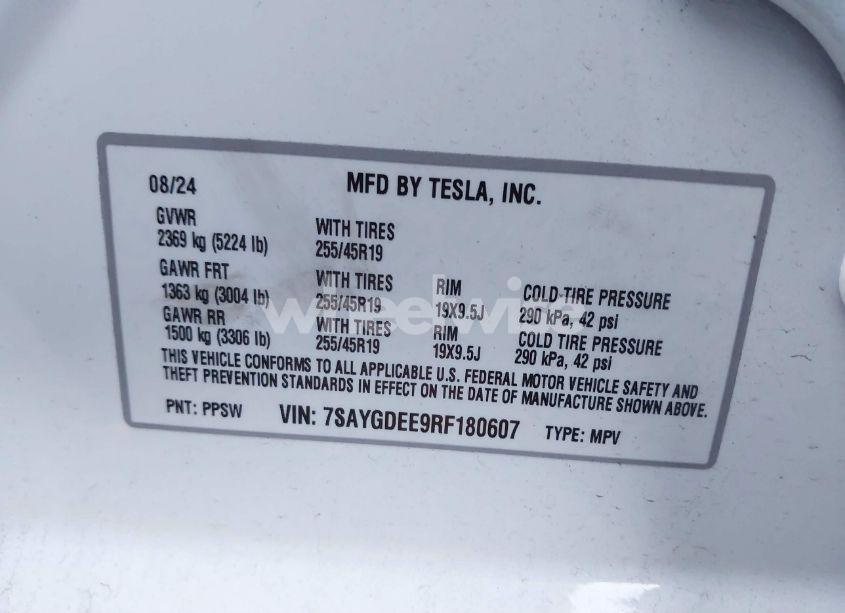 08/24 MFD BY TESLA, INC.
GVWR WITH TIRES
2369 kg (5224 lb) 255/45R19
GAWR FRT WITH TIRES RIM COLD TIRE PRESSURE
1363 kg (3004 lb) 255/45R19 19X9.5J 290 kPa, 42 psi
GAWR RR WITH TIRES RIM COLD TIRE PRESSURE
1500 kg (3306 lb) 255/45R19 19X9.5J 290 kPa, 42 psi
THIS VEHICLE CONFORMS TO ALL APPLICABLE U.S. FEDERAL MOTOR VEHICLE SAFETY AND
THEFT PREVENTION STANDARDS IN EFFECT ON THE DATE OF MANUFACTURE SHOWN ABOVE.
PNT: PPSW VIN: 7SAYGDEE9RF180607 TYPE: MPV
wheelwire